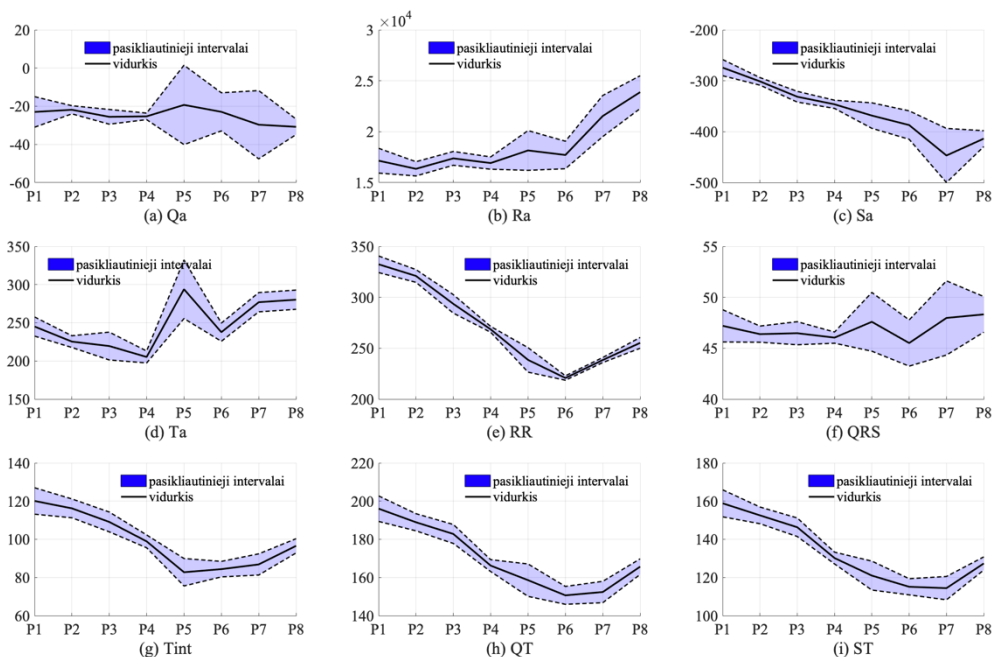 20
0
-20
-40
-60
pasikliautinieji intervalai
vidurkis
P1 P2 P3 P4 P5 P6 P7 P8
(a) Qa
×10⁴
3
2.5
2
1.5
pasikliautinieji intervalai
vidurkis
P1 P2 P3 P4 P5 P6 P7 P8
(b) Ra
-200
-300
-400
-500
pasikliautinieji intervalai
vidurkis
P1 P2 P3 P4 P5 P6 P7 P8
(c) Sa
350
300
250
200
150
pasikliautinieji intervalai
vidurkis
P1 P2 P3 P4 P5 P6 P7 P8
(d) Ta
350
300
250
200
pasikliautinieji intervalai
vidurkis
P1 P2 P3 P4 P5 P6 P7 P8
(e) RR
55
50
45
40
pasikliautinieji intervalai
vidurkis
P1 P2 P3 P4 P5 P6 P7 P8
(f) QRS
140
120
100
80
60
pasikliautinieji intervalai
vidurkis
P1 P2 P3 P4 P5 P6 P7 P8
(g) Tint
220
200
180
160
140
pasikliautinieji intervalai
vidurkis
P1 P2 P3 P4 P5 P6 P7 P8
(h) QT
180
160
140
120
100
pasikliautinieji intervalai
vidurkis
P1 P2 P3 P4 P5 P6 P7 P8
(i) ST